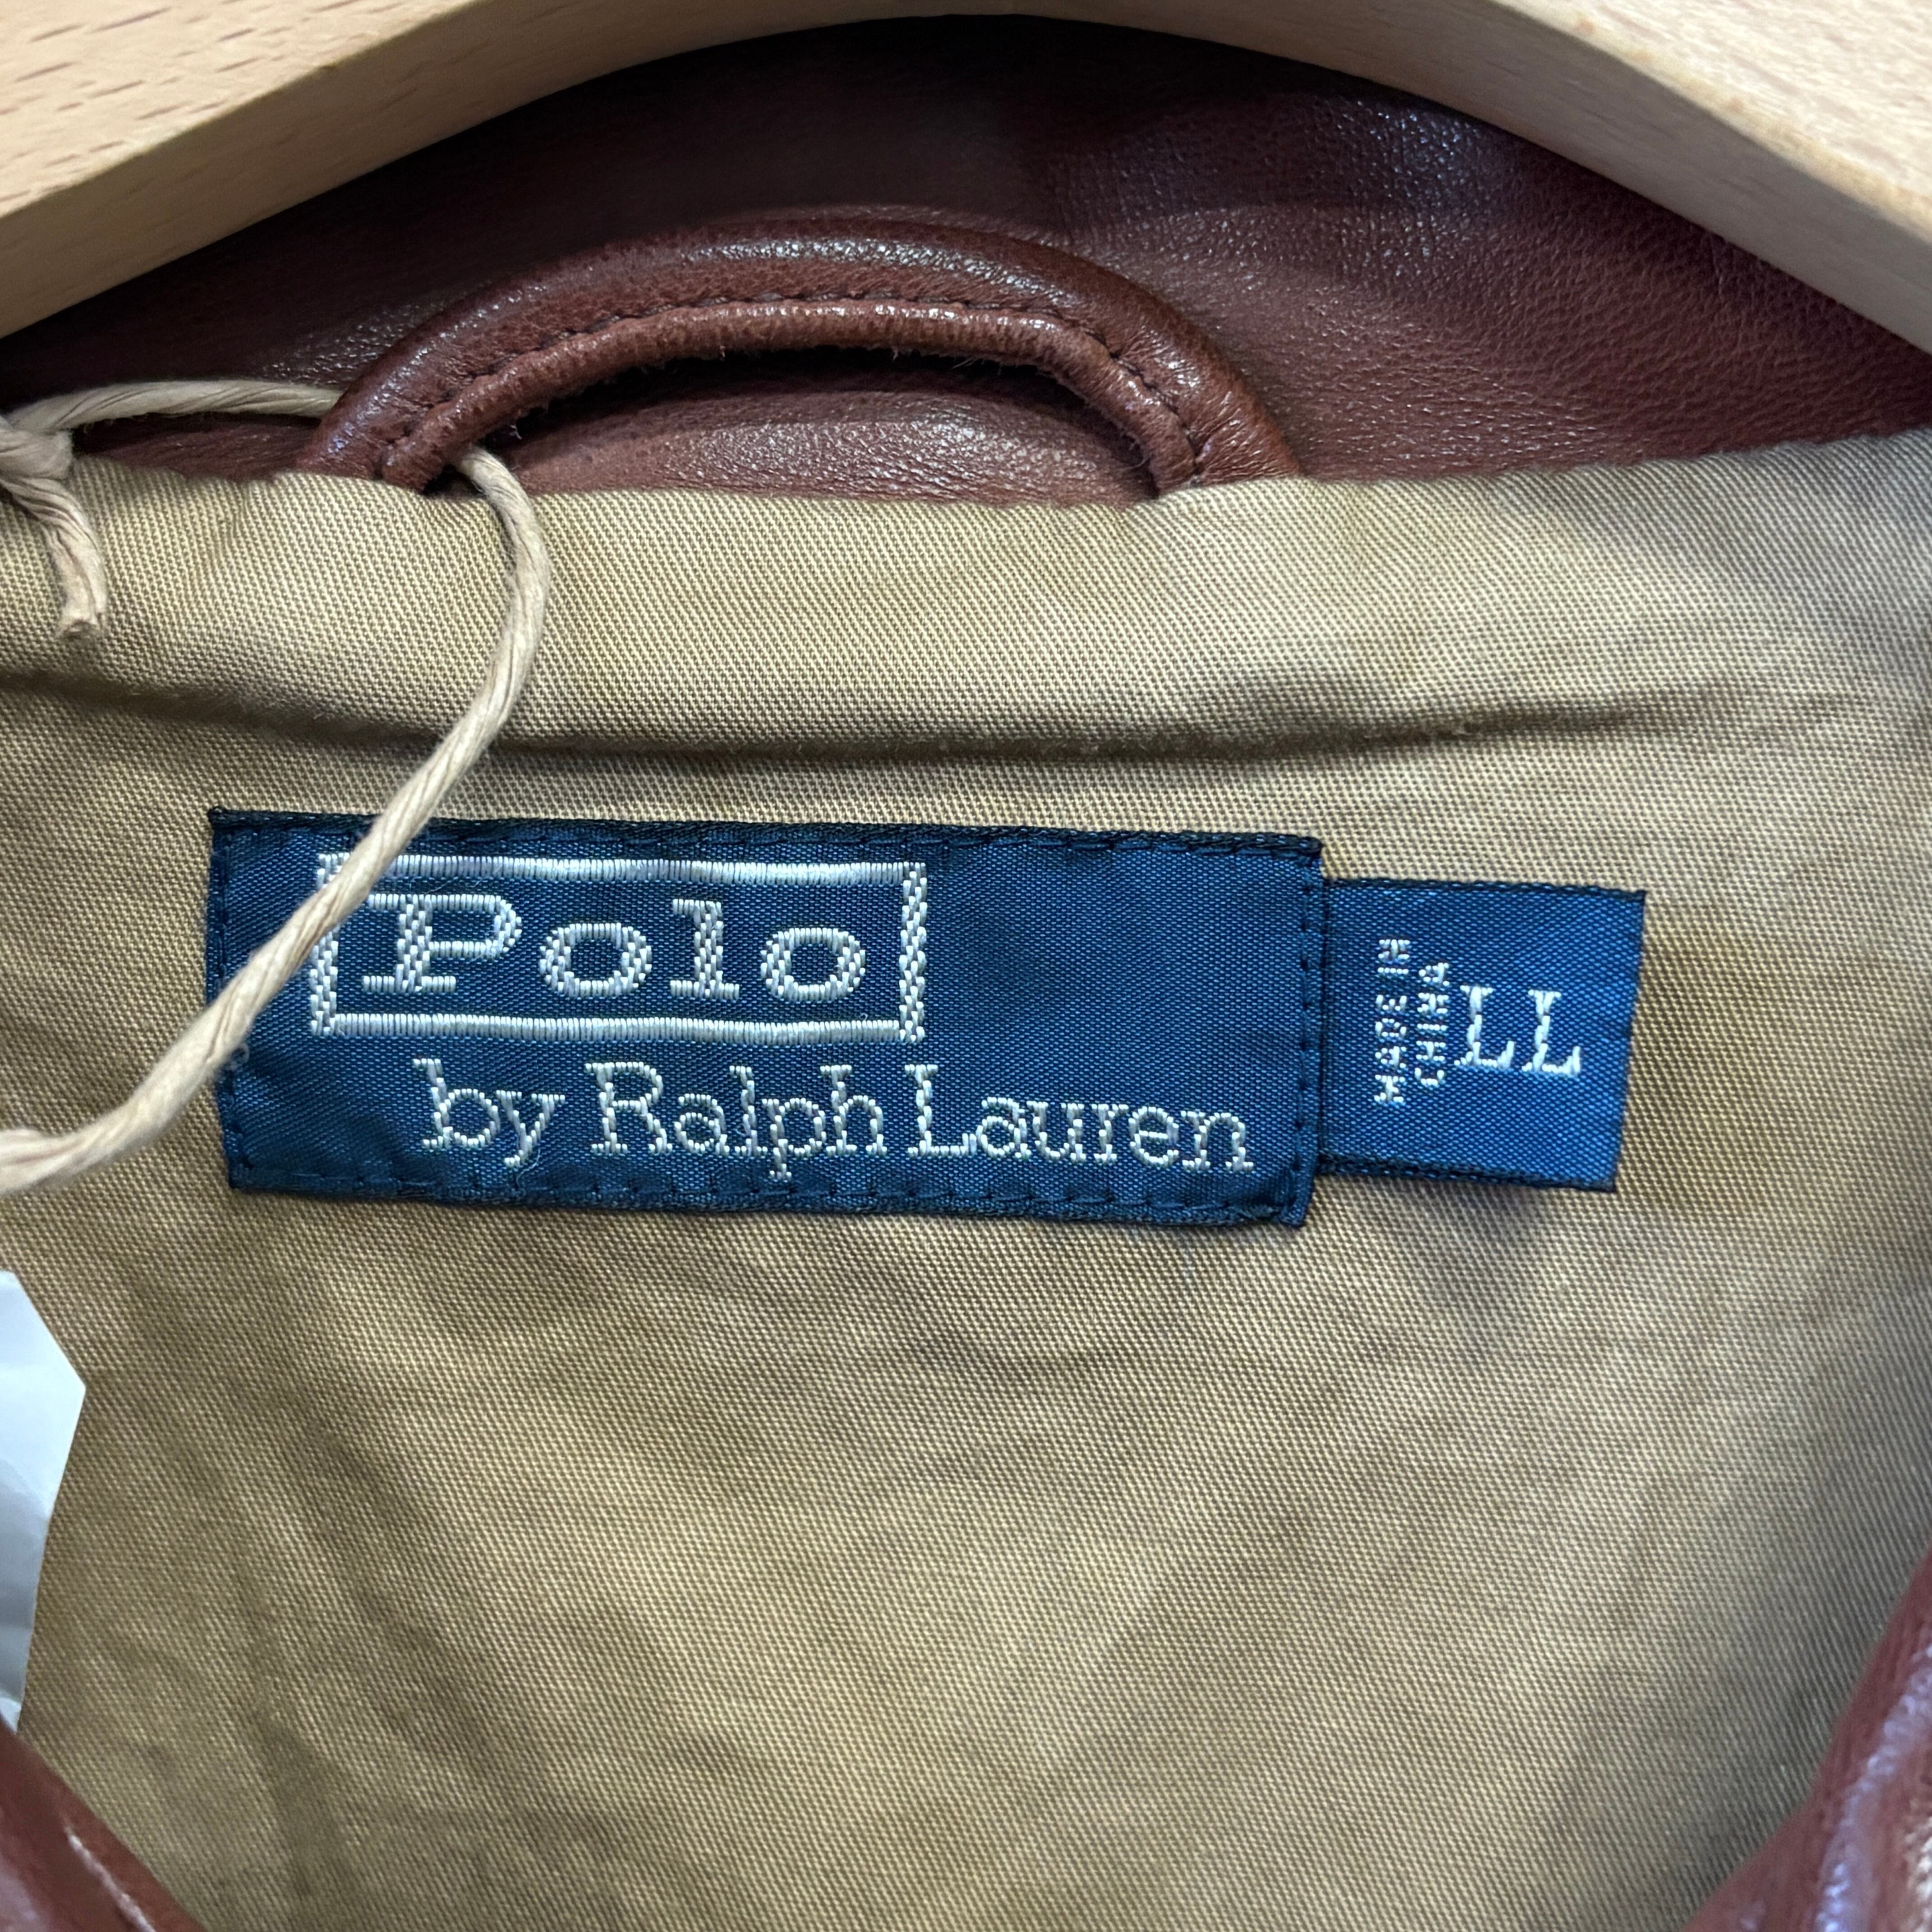 Polo
by Ralph Lauren
MADE IN
CHINA
LL